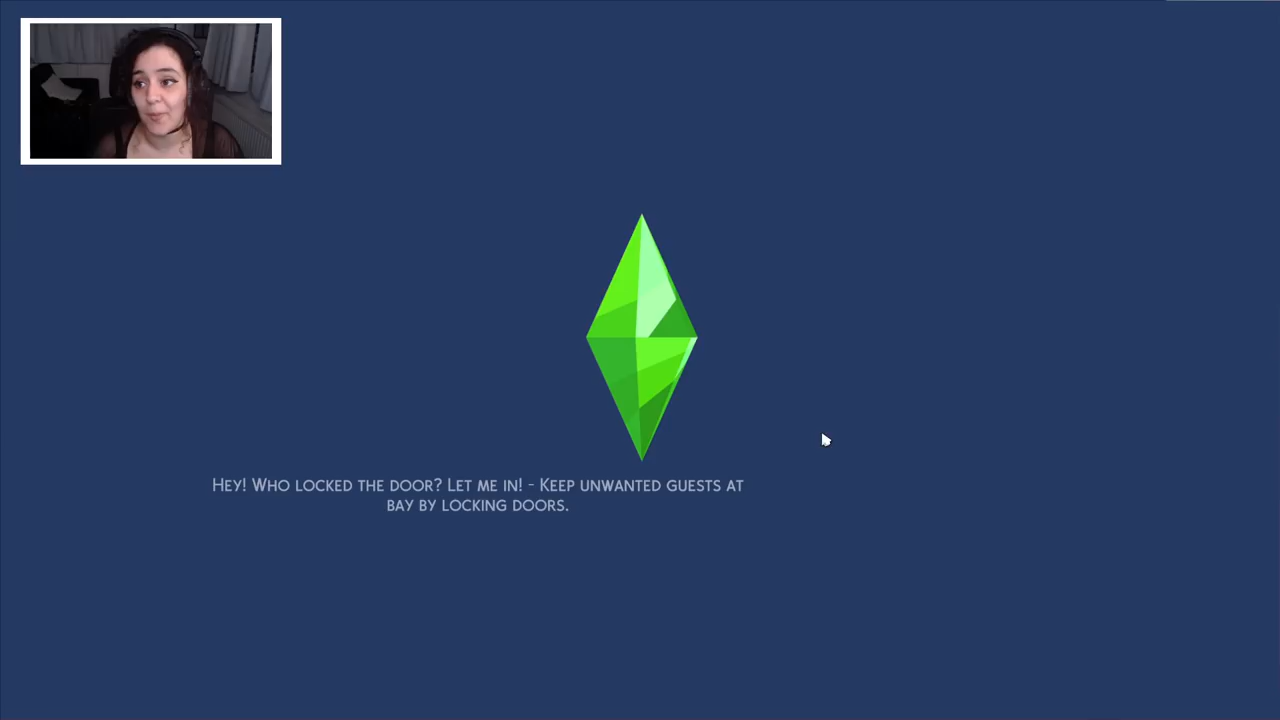 Hey! Who locked the door? Let me in! - Keep unwanted guests at
bay by locking doors.